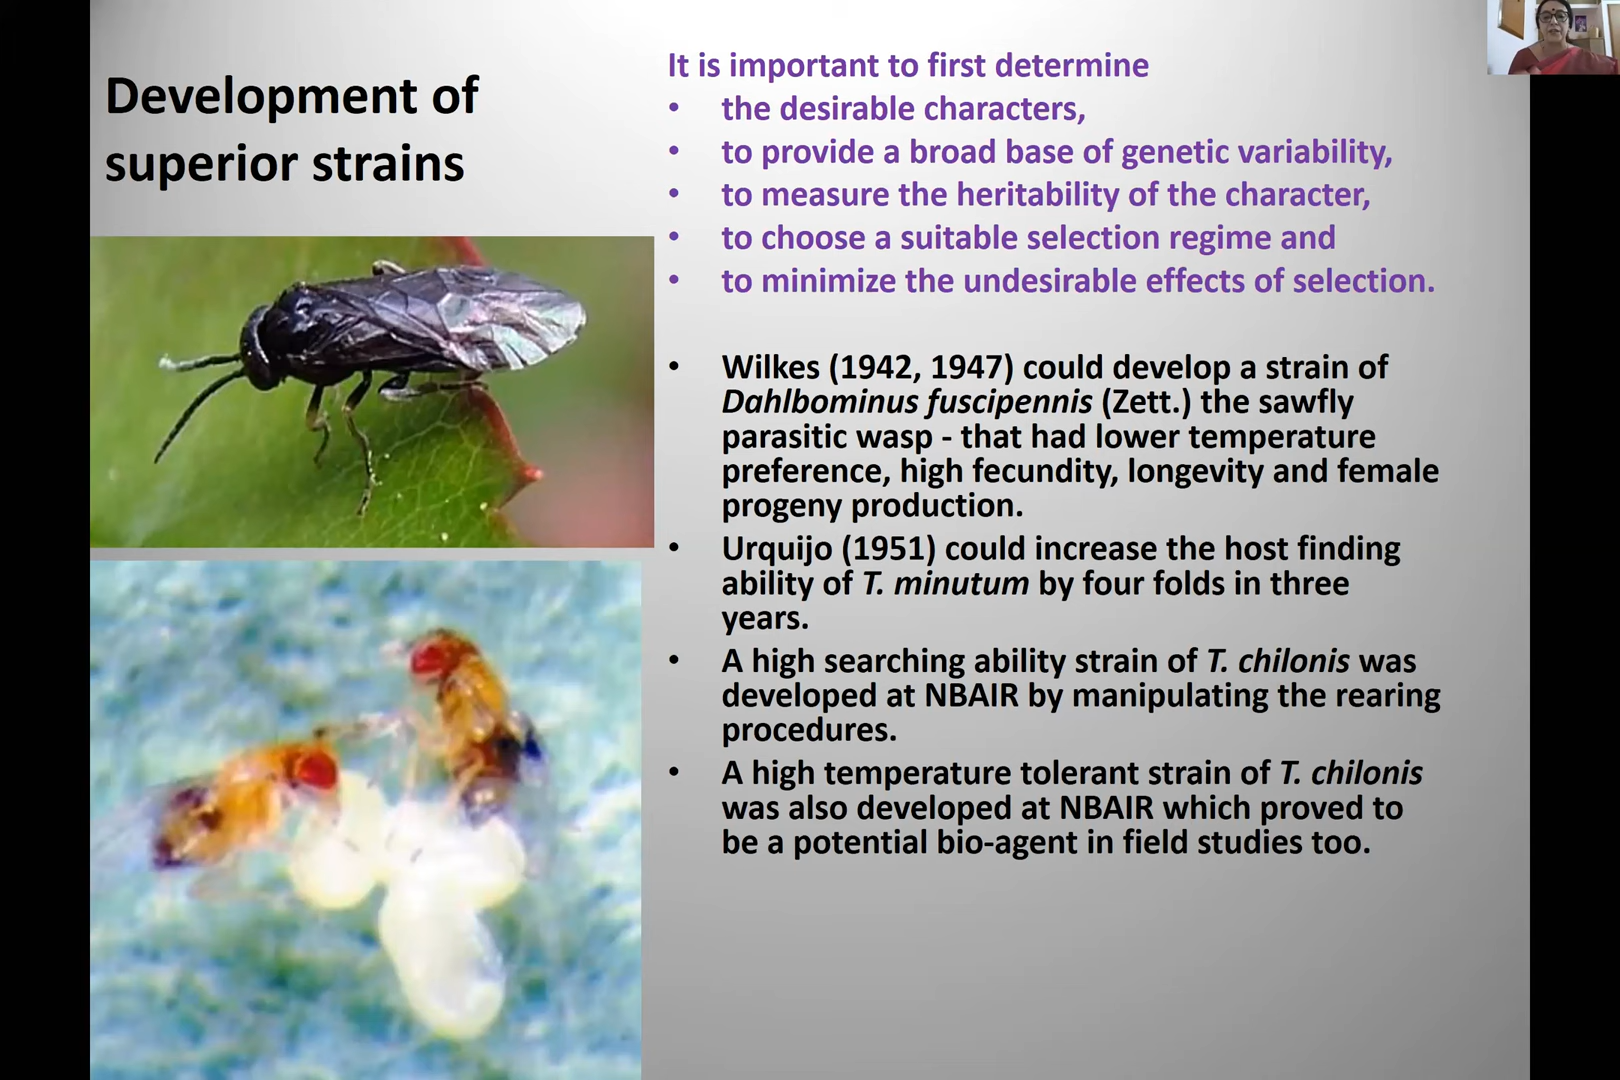 Development of
superior strains
It is important to first determine
• the desirable characters,
• to provide a broad base of genetic variability,
• to measure the heritability of the character,
• to choose a suitable selection regime and
• to minimize the undesirable effects of selection.
• Wilkes (1942, 1947) could develop a strain of
Dahlbominus fuscipennis (Zett.) the sawfly
parasitic wasp - that had lower temperature
preference, high fecundity, longevity and female
progeny production.
• Urquijo (1951) could increase the host finding
ability of T. minutum by four folds in three
years.
• A high searching ability strain of T. chilonis was
developed at NBAIR by manipulating the rearing
procedures.
• A high temperature tolerant strain of T. chilonis
was also developed at NBAIR which proved to
be a potential bio-agent in field studies too.